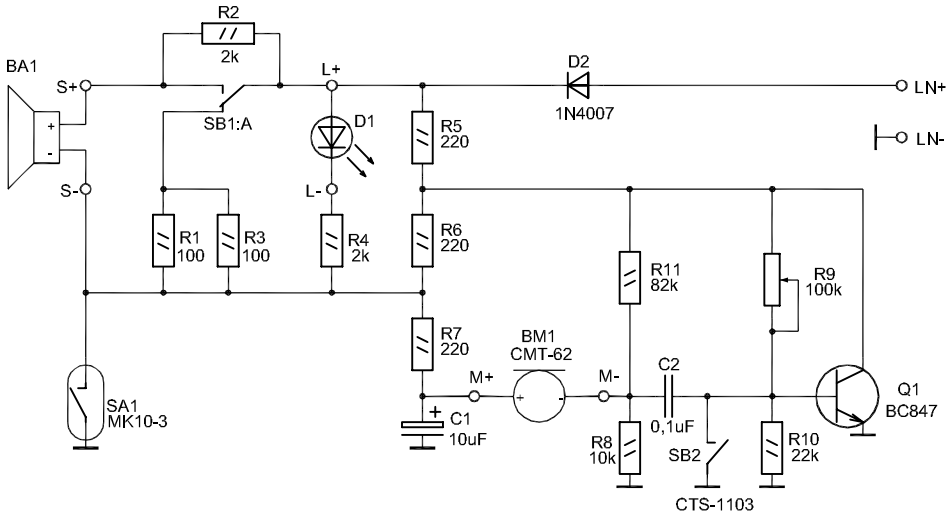 R2
2k
BA1
S+
+
-
S-
SB1:A
L+
D1
L-
D2
1N4007
LN+
LN-
R5
220
R1
100
R3
100
R4
2k
R6
220
R11
82k
R9
100k
R7
220
BM1
CMT-62
M+
+
-
M-
C2
0,1uF
Q1
BC847
SA1
MK10-3
+
C1
10uF
R8
10k
SB2
R10
22k
CTS-1103